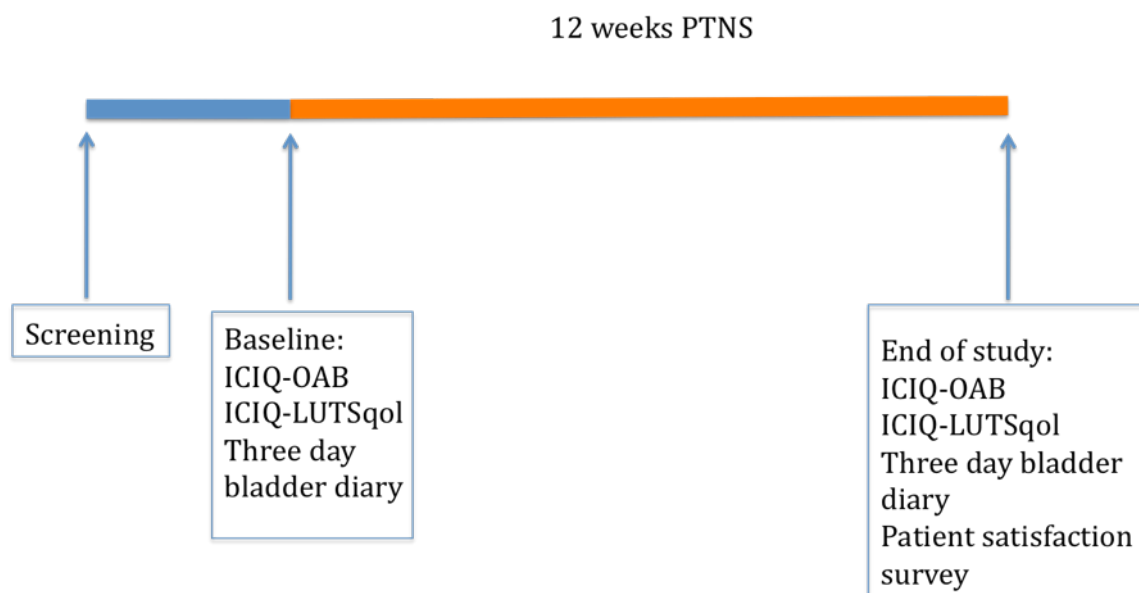 12 weeks PTNS
Screening
Baseline:
ICIQ-OAB
ICIQ-LUTSqol
Three day
bladder diary
End of study:
ICIQ-OAB
ICIQ-LUTSqol
Three day bladder
diary
Patient satisfaction
survey